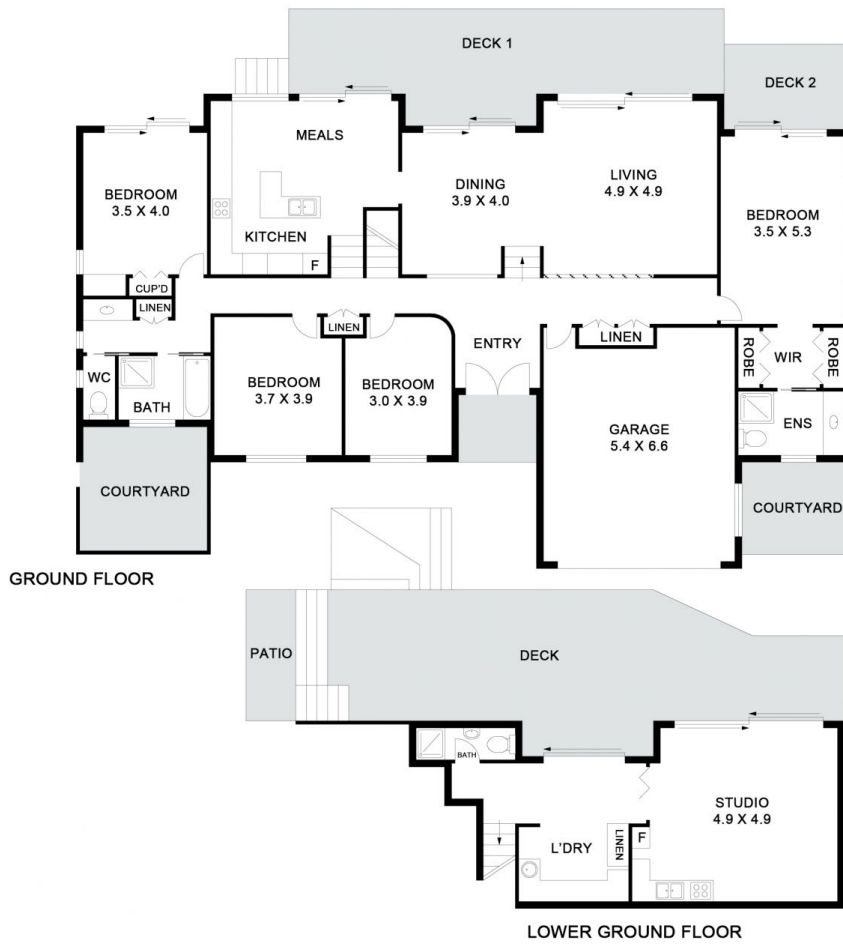 DECK 1
DECK 2
MEALS
BEDROOM
3.5 X 4.0
DINING
3.9 X 4.0
LIVING
4.9 X 4.9
BEDROOM
3.5 X 5.3
KITCHEN
F
CUP'D
LINEN
LINEN
LINEN
ENTRY
ROBE
WIR
ROBE
WC
BATH
BEDROOM
3.7 X 3.9
BEDROOM
3.0 X 3.9
GARAGE
5.4 X 6.6
ENS
COURTYARD
COURTYARD
GROUND FLOOR
PATIO
DECK
BATH
STUDIO
4.9 X 4.9
L'DRY
LINEN
F
LOWER GROUND FLOOR